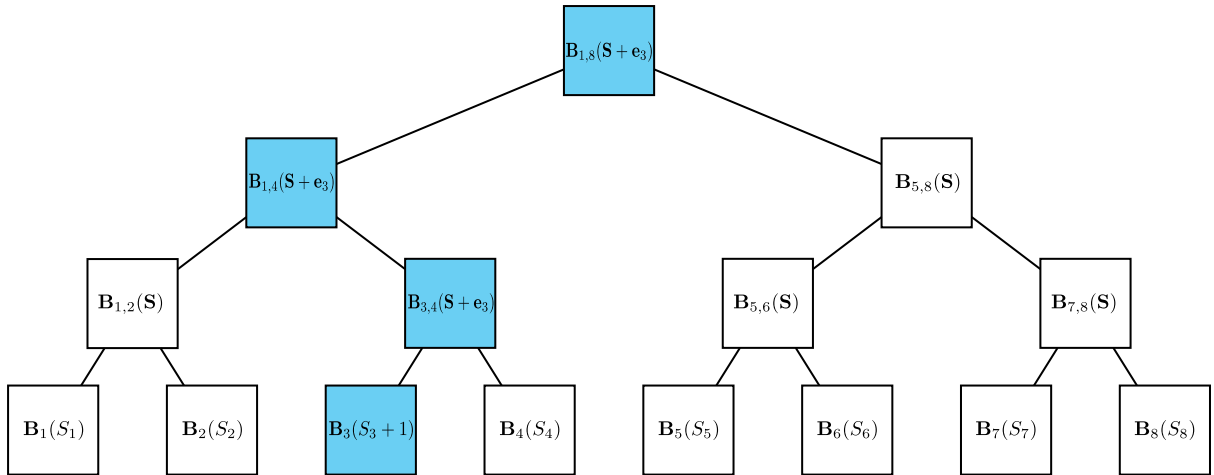 B₁,₈(S + e₃)
B₁,₄(S + e₃)
B₅,₈(S)
B₁,₂(S)
B₃,₄(S + e₃)
B₅,₆(S)
B₇,₈(S)
B₁(S₁)
B₂(S₂)
B₃(S₃ + 1)
B₄(S₄)
B₅(S₅)
B₆(S₆)
B₇(S₇)
B₈(S₈)